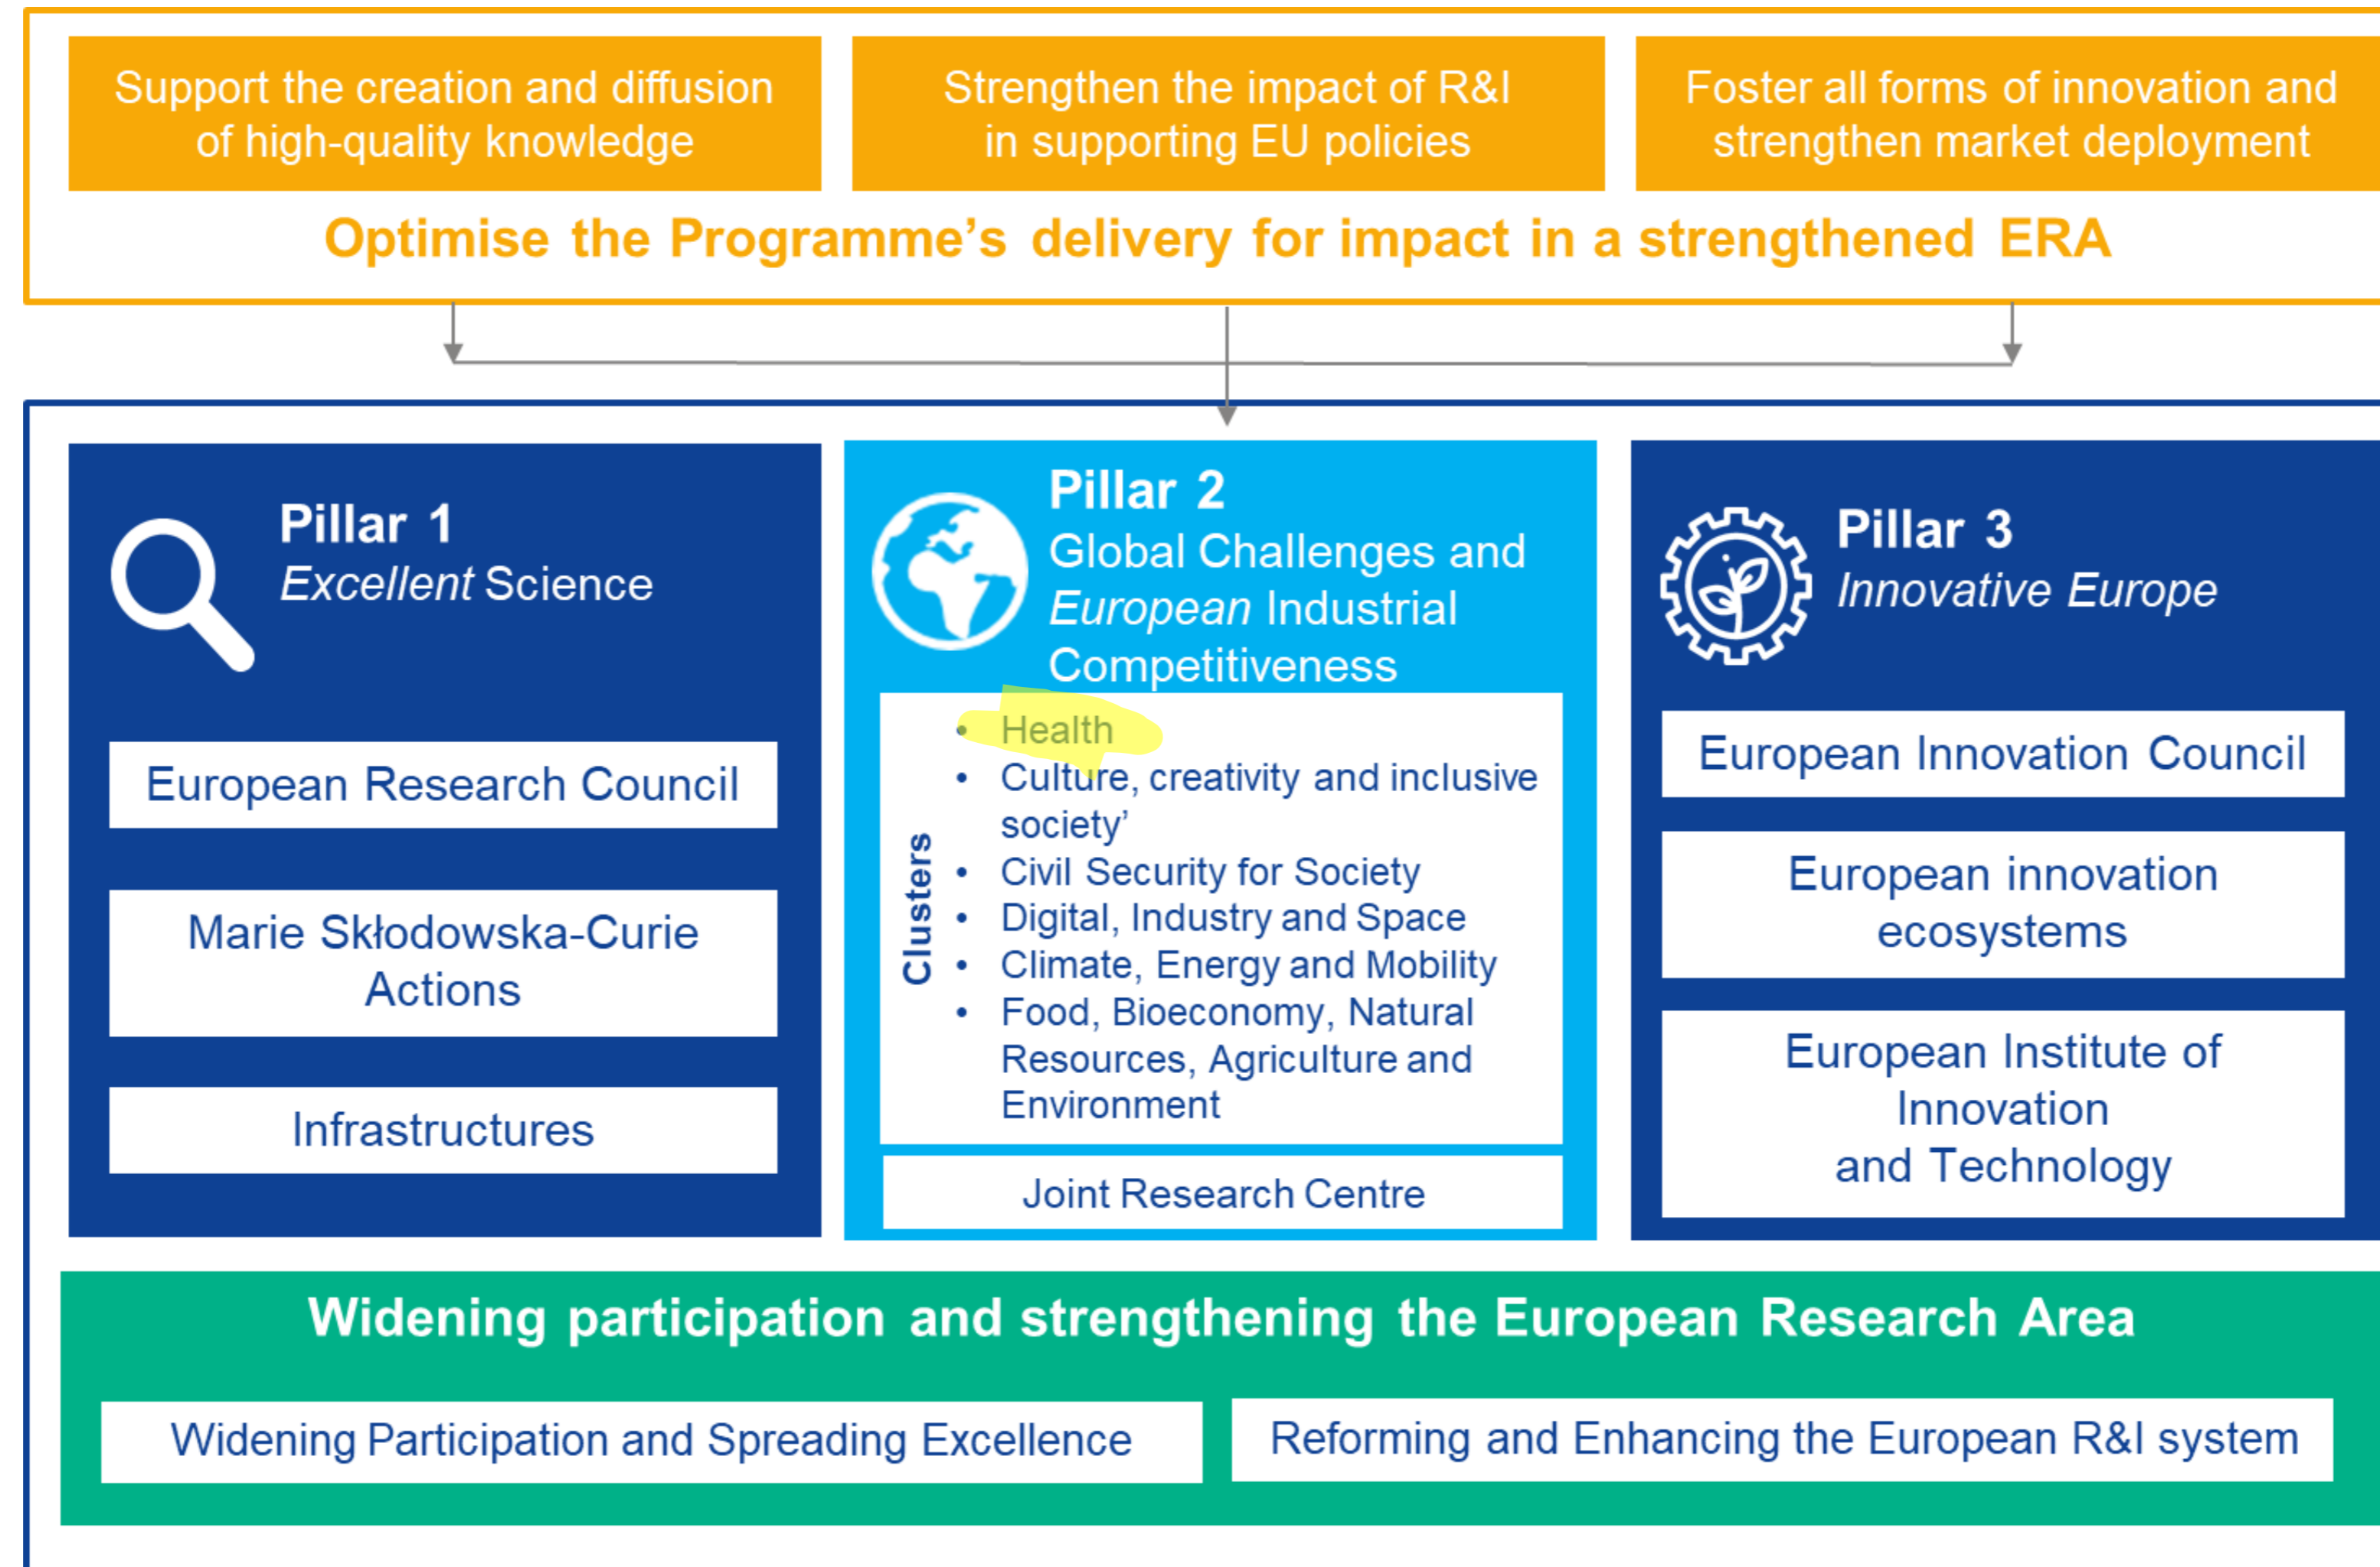 Support the creation and diffusion
of high-quality knowledge
Strengthen the impact of R&I
in supporting EU policies
Foster all forms of innovation and
strengthen market deployment
Optimise the Programme’s delivery for impact in a strengthened ERA
Pillar 1
Excellent Science
European Research Council
Marie Skłodowska-Curie
Actions
Infrastructures
Pillar 2
Global Challenges and
European Industrial
Competitiveness
Clusters
• Health
• Culture, creativity and inclusive
society’
• Civil Security for Society
• Digital, Industry and Space
• Climate, Energy and Mobility
• Food, Bioeconomy, Natural
Resources, Agriculture and
Environment
Joint Research Centre
Pillar 3
Innovative Europe
European Innovation Council
European innovation
ecosystems
European Institute of
Innovation
and Technology
Widening participation and strengthening the European Research Area
Widening Participation and Spreading Excellence
Reforming and Enhancing the European R&I system